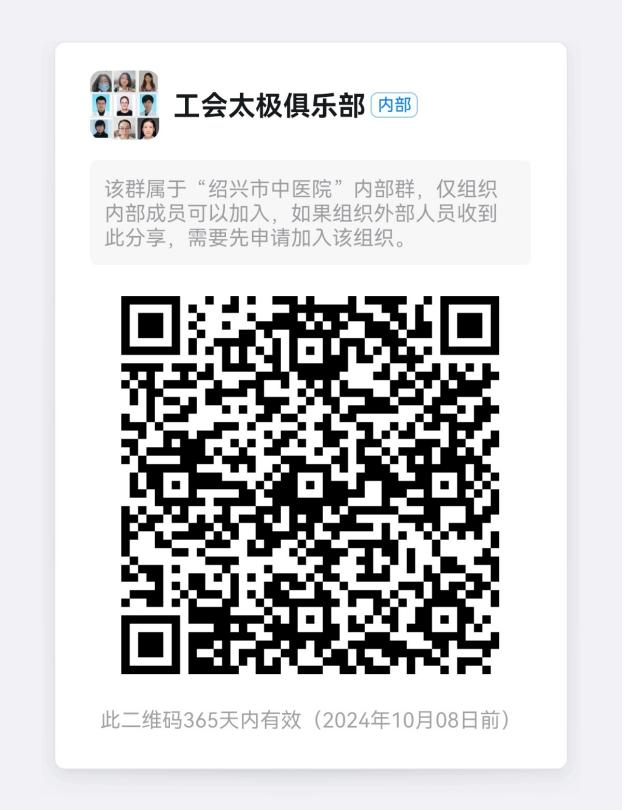 工会太极俱乐部 内部
该群属于“绍兴市中医院”内部群，仅组织
内部成员可以加入，如果组织外部人员收到
此分享，需要先申请加入该组织。
此二维码365天内有效（2024年10月08日前）